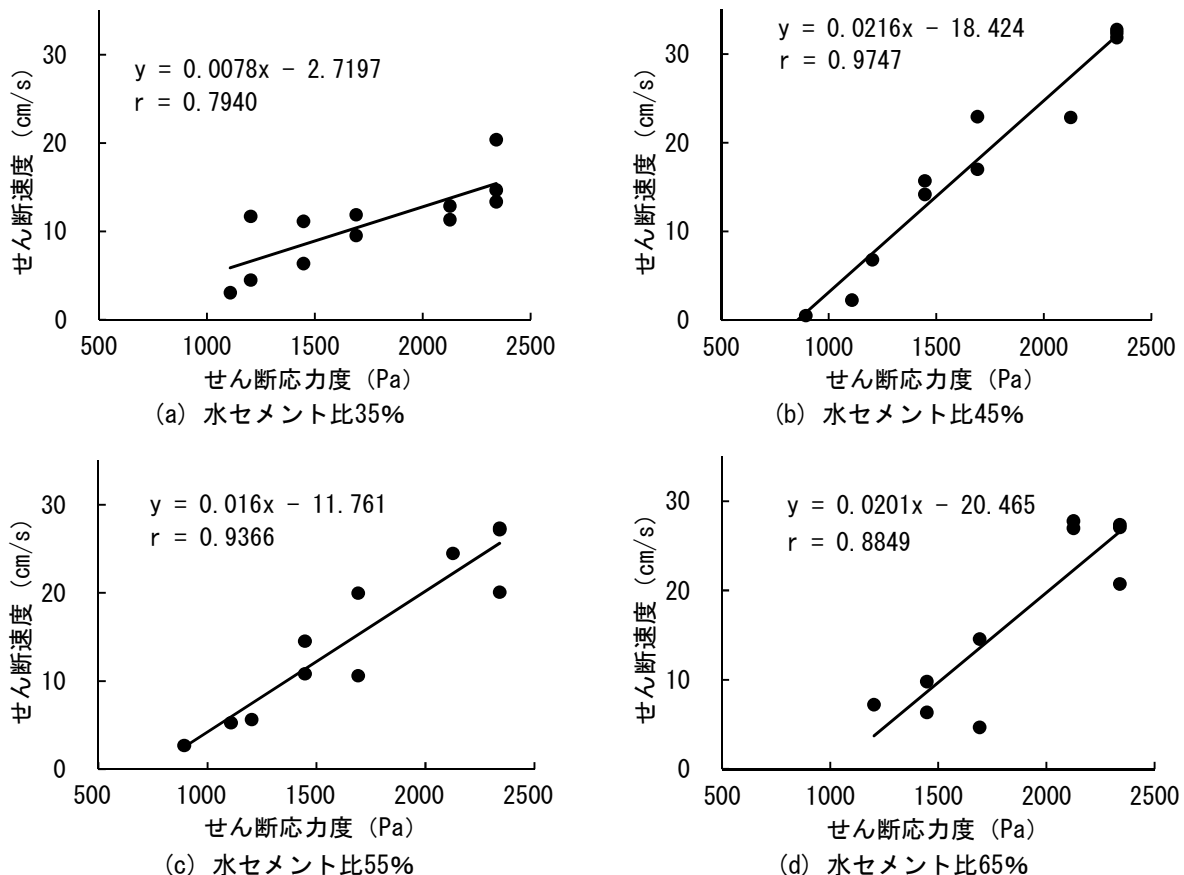 y = 0.0078x − 2.7197
r = 0.7940
せん断速度 (cm/s)
30
20
10
0
500 1000 1500 2000 2500
せん断応力度 (Pa)
(a) 水セメント比35%
y = 0.0216x − 18.424
r = 0.9747
せん断速度 (cm/s)
30
20
10
0
500 1000 1500 2000 2500
せん断応力度 (Pa)
(b) 水セメント比45%
y = 0.016x − 11.761
r = 0.9366
せん断速度 (cm/s)
30
20
10
0
500 1000 1500 2000 2500
せん断応力度 (Pa)
(c) 水セメント比55%
y = 0.0201x − 20.465
r = 0.8849
せん断速度 (cm/s)
30
20
10
0
500 1000 1500 2000 2500
せん断応力度 (Pa)
(d) 水セメント比65%